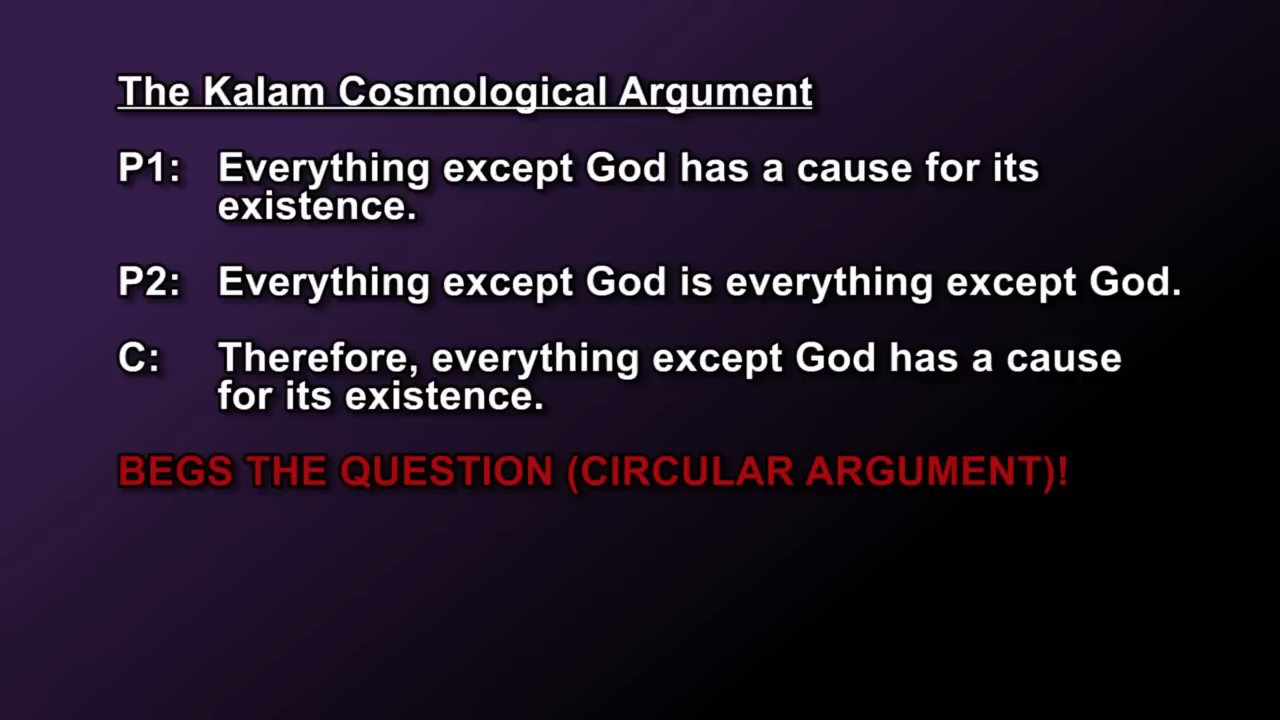 The Kalam Cosmological Argument
P1: Everything except God has a cause for its
existence.
P2: Everything except God is everything except God.
C: Therefore, everything except God has a cause
for its existence.
BEGS THE QUESTION (CIRCULAR ARGUMENT)!